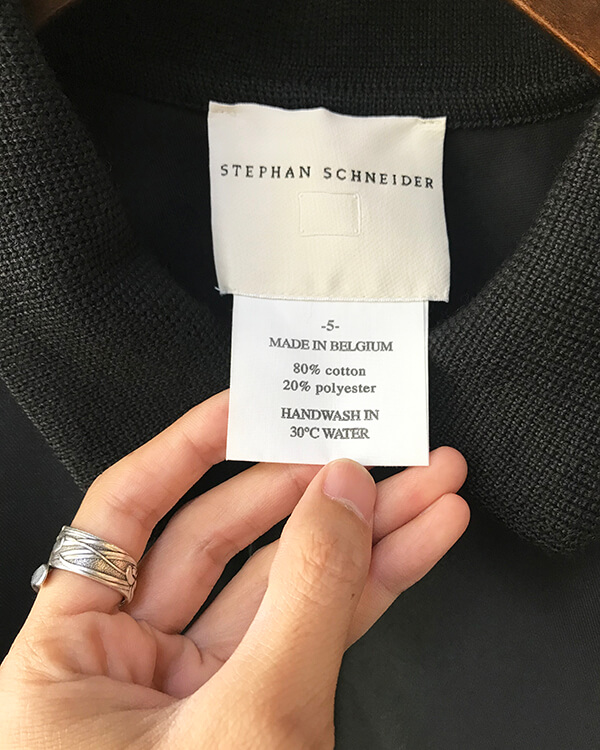 STEPHAN SCHNEIDER
-5-
MADE IN BELGIUM
80% cotton
20% polyester
HANDWASH IN
30°C WATER